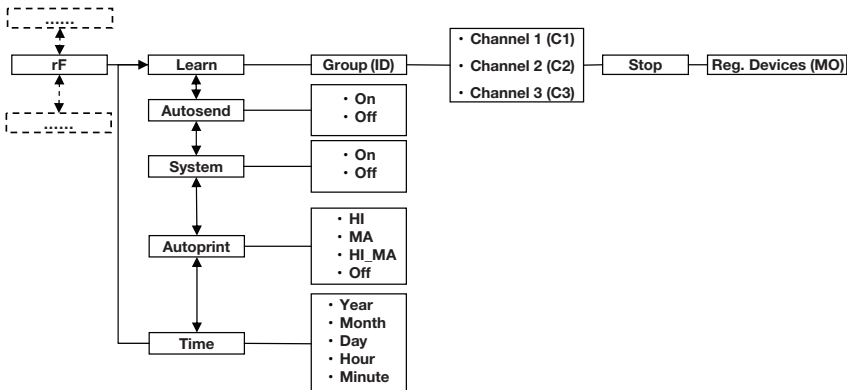 ......
rF
......
Learn
Group (ID)
· Channel 1 (C1)
· Channel 2 (C2)
· Channel 3 (C3)
Stop
Reg. Devices (MO)
Autosend
· On
· Off
System
· On
· Off
Autoprint
· HI
· MA
· HI_MA
· Off
Time
· Year
· Month
· Day
· Hour
· Minute